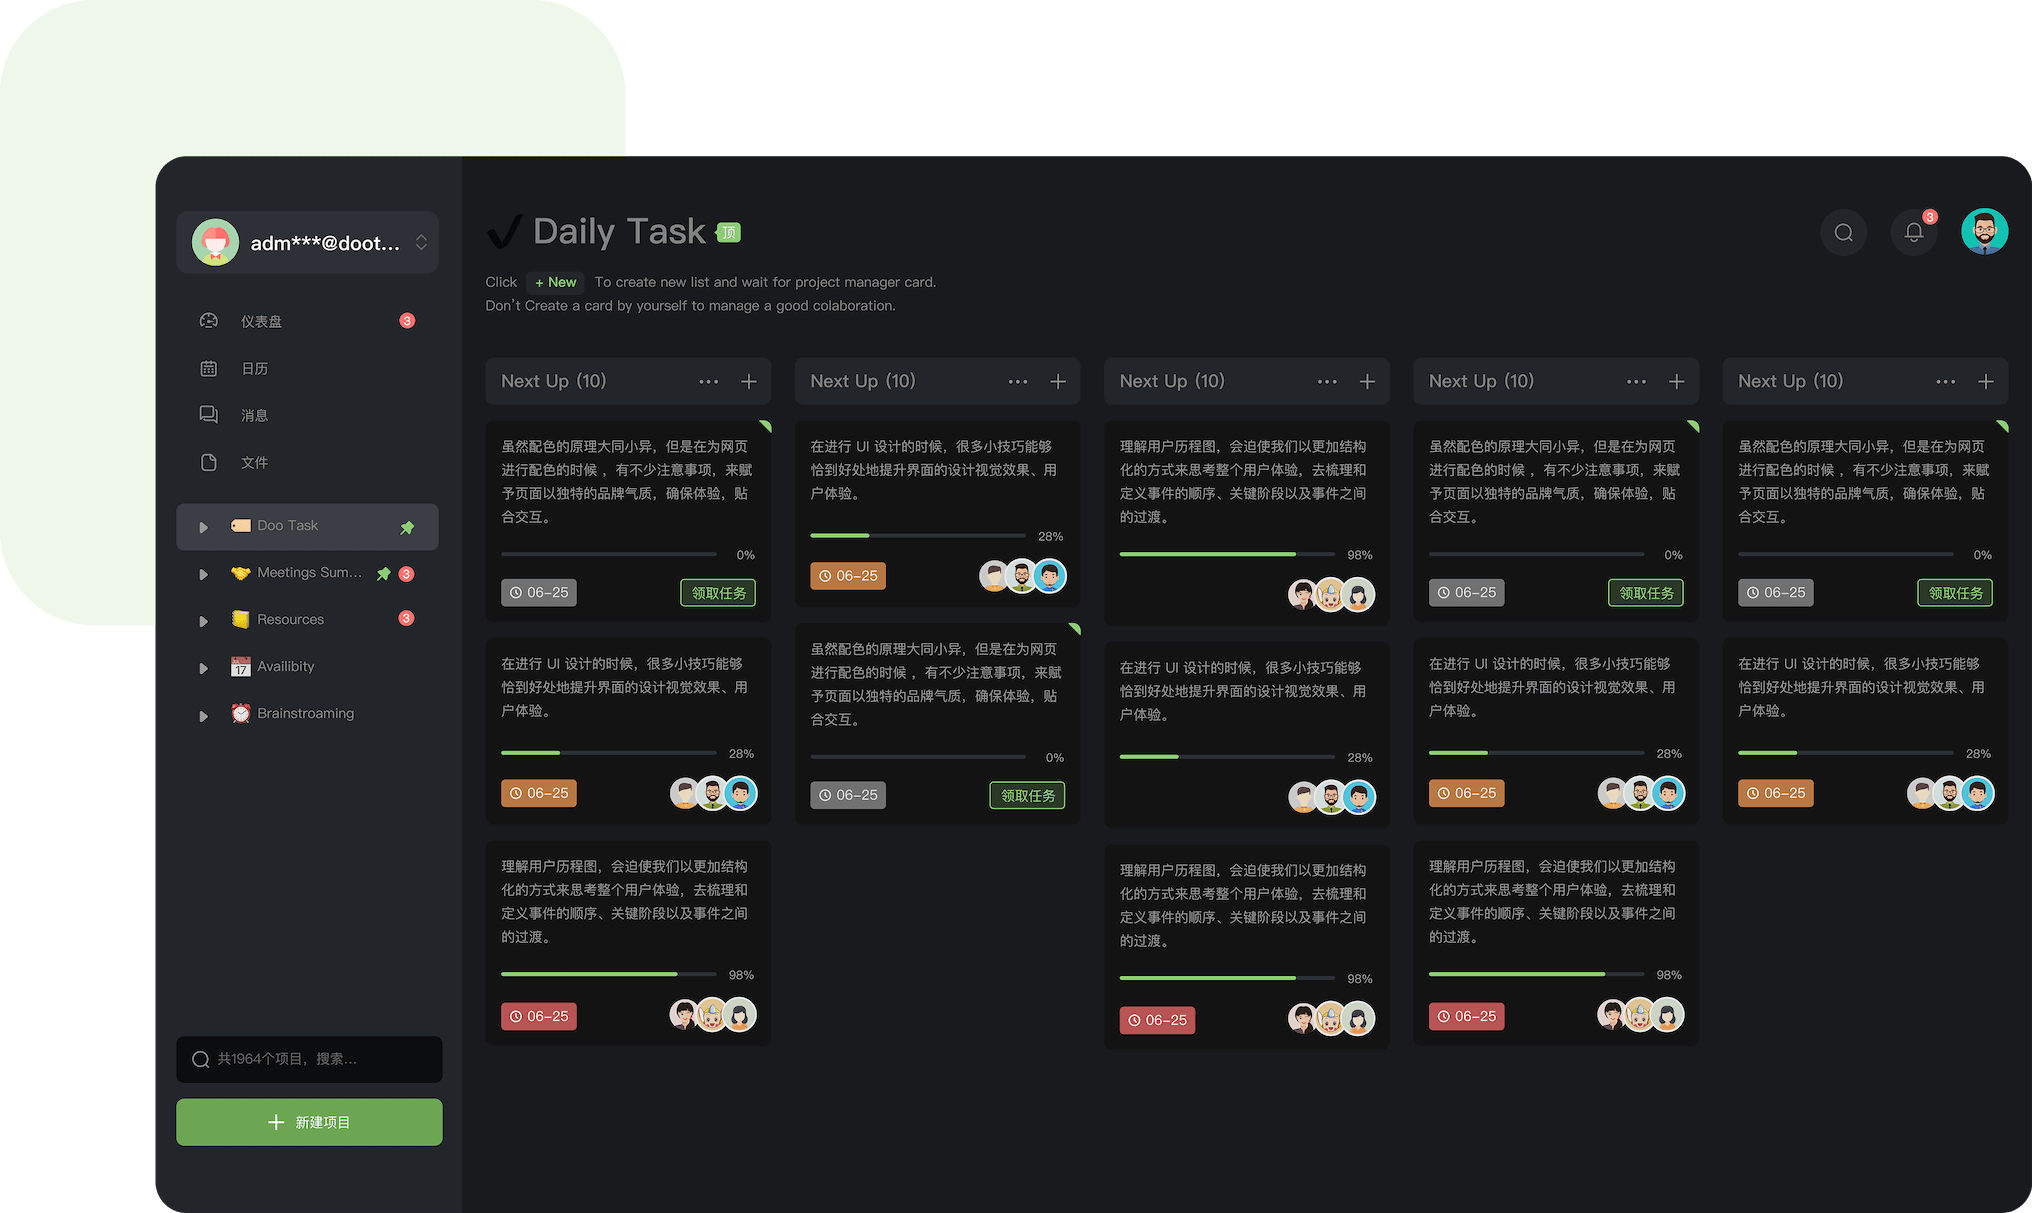 adm***@doot...
仪表盘
3
日历
消息
文件
Doo Task
Meetings Sum...
3
Resources
3
17
Availibity
Brainstroaming
共1964个项目，搜索...
新建项目
Daily Task
顶
3
Click + New To create new list and wait for project manager card.
Don't Create a card by yourself to manage a good colaboration.
Next Up (10)
虽然配色的原理大同小异，但是在为网页
进行配色的时候 ，有不少注意事项，来赋
予页面以独特的品牌气质，确保体验，贴
合交互。
0%
06-25
领取任务
在进行 UI 设计的时候，很多小技巧能够
恰到好处地提升界面的设计视觉效果、用
户体验。
28%
06-25
理解用户历程图，会迫使我们以更加结构
化的方式来思考整个用户体验，去梳理和
定义事件的顺序、关键阶段以及事件之间
的过渡。
98%
06-25
Next Up (10)
在进行 UI 设计的时候，很多小技巧能够
恰到好处地提升界面的设计视觉效果、用
户体验。
28%
06-25
虽然配色的原理大同小异，但是在为网页
进行配色的时候 ，有不少注意事项，来赋
予页面以独特的品牌气质，确保体验，贴
合交互。
0%
06-25
领取任务
Next Up (10)
理解用户历程图，会迫使我们以更加结构
化的方式来思考整个用户体验，去梳理和
定义事件的顺序、关键阶段以及事件之间
的过渡。
98%
在进行 UI 设计的时候，很多小技巧能够
恰到好处地提升界面的设计视觉效果、用
户体验。
28%
理解用户历程图，会迫使我们以更加结构
化的方式来思考整个用户体验，去梳理和
定义事件的顺序、关键阶段以及事件之间
的过渡。
98%
06-25
Next Up (10)
虽然配色的原理大同小异，但是在为网页
进行配色的时候 ，有不少注意事项，来赋
予页面以独特的品牌气质，确保体验，贴
合交互。
0%
06-25
领取任务
在进行 UI 设计的时候，很多小技巧能够
恰到好处地提升界面的设计视觉效果、用
户体验。
28%
06-25
理解用户历程图，会迫使我们以更加结构
化的方式来思考整个用户体验，去梳理和
定义事件的顺序、关键阶段以及事件之间
的过渡。
98%
06-25
Next Up (10)
虽然配色的原理大同小异，但是在为网页
进行配色的时候 ，有不少注意事项，来赋
予页面以独特的品牌气质，确保体验，贴
合交互。
0%
06-25
领取任务
在进行 UI 设计的时候，很多小技巧能够
恰到好处地提升界面的设计视觉效果、用
户体验。
28%
06-25